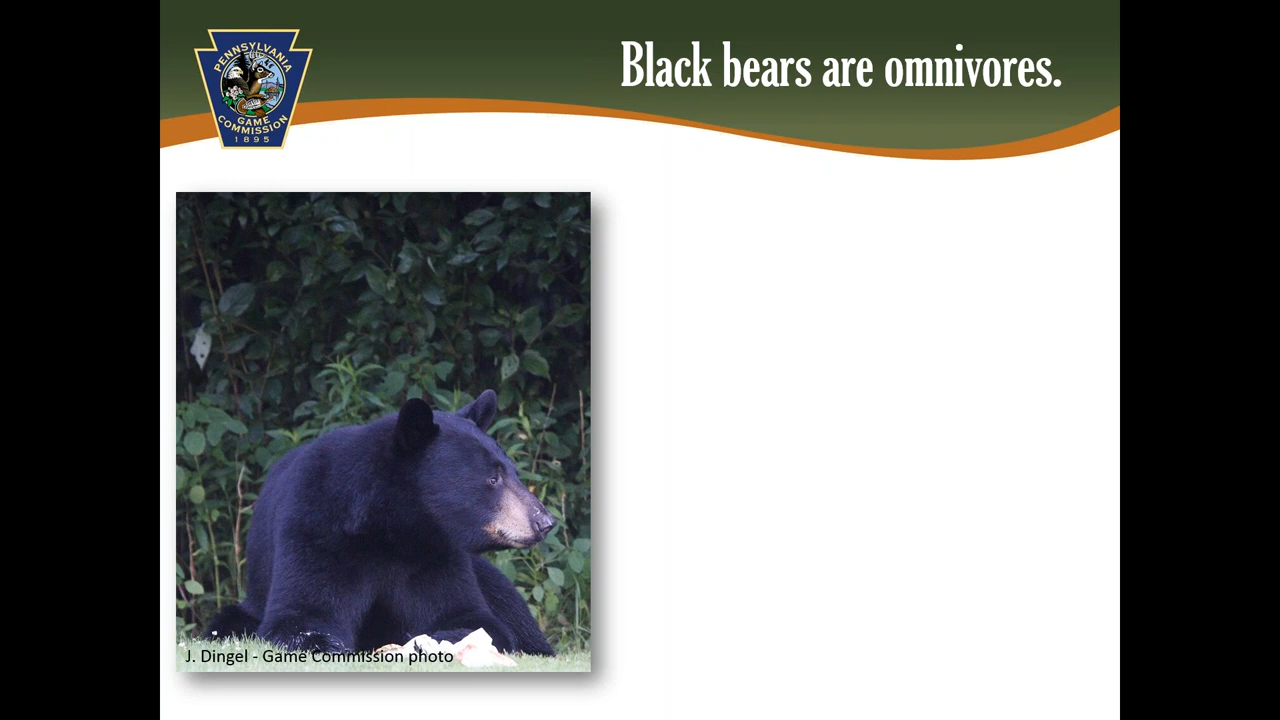 PENNSYLVANIA
GAME
COMMISSION
1895
Black bears are omnivores.
J. Dingel - Game Commission photo